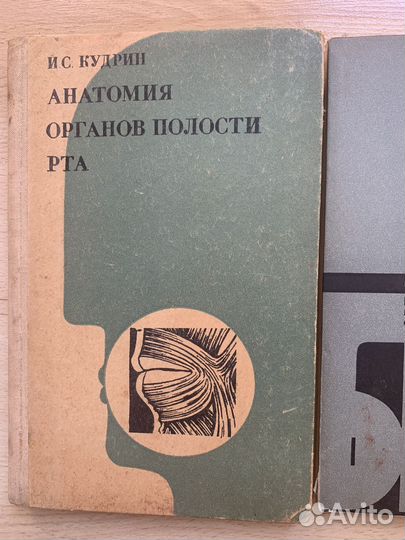 И С. КУДРИН
АНАТОМИЯ
ОРГАНОВ ПОЛОСТИ
РТА
Avito